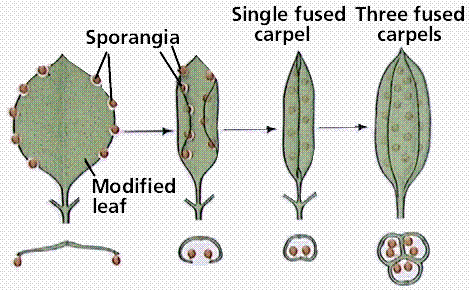 Sporangia
Single fused
carpel
Three fused
carpels
Modified
leaf